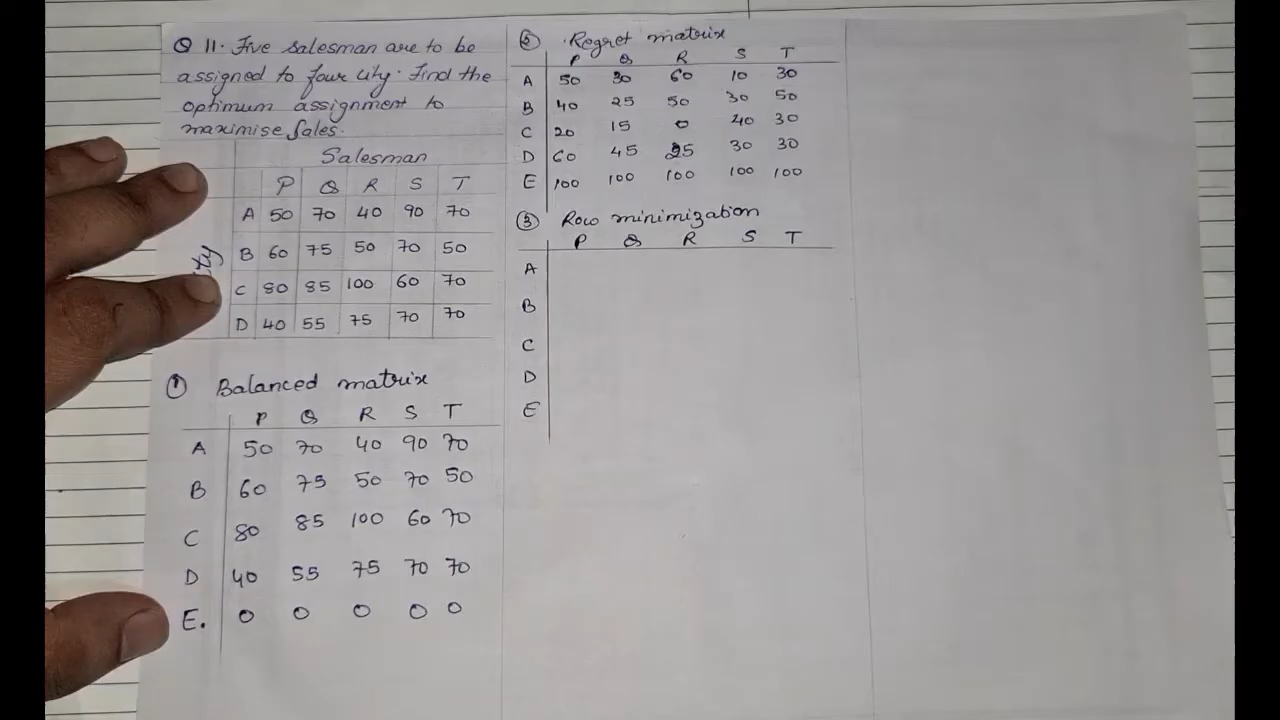 Q 11. Five salesman are to be
assigned to four city. Find the
optimum assignment to
maximise Sales.
Salesman
P Q R S T
A 50 70 40 90 70
B 60 75 50 70 50
C 80 85 100 60 70
D 40 55 75 70 70
① Balanced matrix
P Q R S T
A 50 70 40 90 70
B 60 75 50 70 50
C 80 85 100 60 70
D 40 55 75 70 70
E. 0 0 0 0 0
② Regret matrix
P Q R S T
A 50 30 60 10 30
B 40 25 50 30 50
C 20 15 0 40 30
D 60 45 25 30 30
E 100 100 100 100 100
③ Row minimization
P Q R S T
A
B
C
D
E